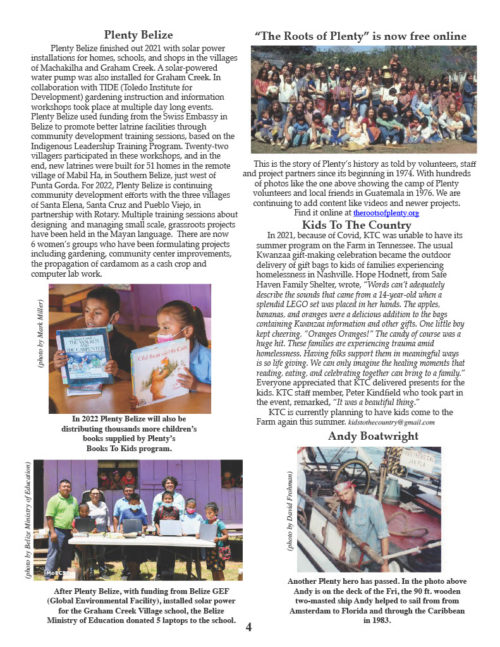 Plenty Belize
Plenty Belize finished out 2021 with solar power
installations for homes, schools, and shops in the villages
of Machakilha and Graham Creek. A solar-powered
water pump was also installed for Graham Creek. In
collaboration with TIDE (Toledo Institute for
Development) gardening instruction and information
workshops took place at multiple day long events.
Plenty Belize used funding from the Swiss Embassy in
Belize to promote better latrine facilities through
community development training sessions, based on the
Indigenous Leadership Training Program. Twenty-two
villagers participated in these workshops, and in the
end, new latrines were built for 51 homes in the remote
village of Mabil Ha, in Southern Belize, just west of
Punta Gorda. For 2022, Plenty Belize is continuing
community development efforts with the three villages
of Santa Elena, Santa Cruz and Pueblo Viejo, in
partnership with Rotary. Multiple training sessions about
designing and managing small scale, grassroots projects
have been held in the Mayan language. There are now
6 women's groups who have been formulating projects
including gardening, community center improvements,
the propagation of cardamom as a cash crop and
computer lab work.
(photo by Mark Miller)
In 2022 Plenty Belize will also be
distributing thousands more children's
books supplied by Plenty's
Books To Kids program.
(photo by Belize Ministry of Education)
After Plenty Belize, with funding from Belize GEF
(Global Environmental Facility), installed solar power
for the Graham Creek Village school, the Belize
Ministry of Education donated 5 laptops to the school.
"The Roots of Plenty" is now free online
This is the story of Plenty's history as told by volunteers, staff
and project partners since its beginning in 1974. With hundreds
of photos like the one above showing the camp of Plenty
volunteers and local friends in Guatemala in 1976. We are
continuing to add content like videos and newer projects.
Find it online at therootsofplenty.org
Kids To The Country
In 2021, because of Covid, KTC was unable to have its
summer program on the Farm in Tennessee. The usual
Kwanzaa gift-making celebration became the outdoor
delivery of gift bags to kids of families experiencing
homelessness in Nashville. Hope Hodnett, from Safe
Haven Family Shelter, wrote, "Words can't adequately
describe the sounds that came from a 14-year-old when a
splendid LEGO set was placed in her hands. The apples,
bananas, and oranges were a delicious addition to the bags
containing Kwanzaa information and other gifts. One little boy
kept cheering, "Oranges Oranges!" The candy of course was a
huge hit. These families are experiencing trauma amid
homelessness. Having folks support them in meaningful ways
is so life giving. We can only imagine the healing moments that
reading, eating, and celebrating together can bring to a family."
Everyone appreciated that KTC delivered presents for the
kids. KTC staff member, Peter Kindfield who took part in
the event, remarked, "It was a beautiful thing."
KTC is currently planning to have kids come to the
Farm again this summer. kidstothecountry@gmail.com
Andy Boatwright
(photo by David Frohman)
Another Plenty hero has passed. In the photo above
Andy is on the deck of the Fri, the 90 ft. wooden
two-masted ship Andy helped to sail from from
Amsterdam to Florida and through the Caribbean
in 1983.
4